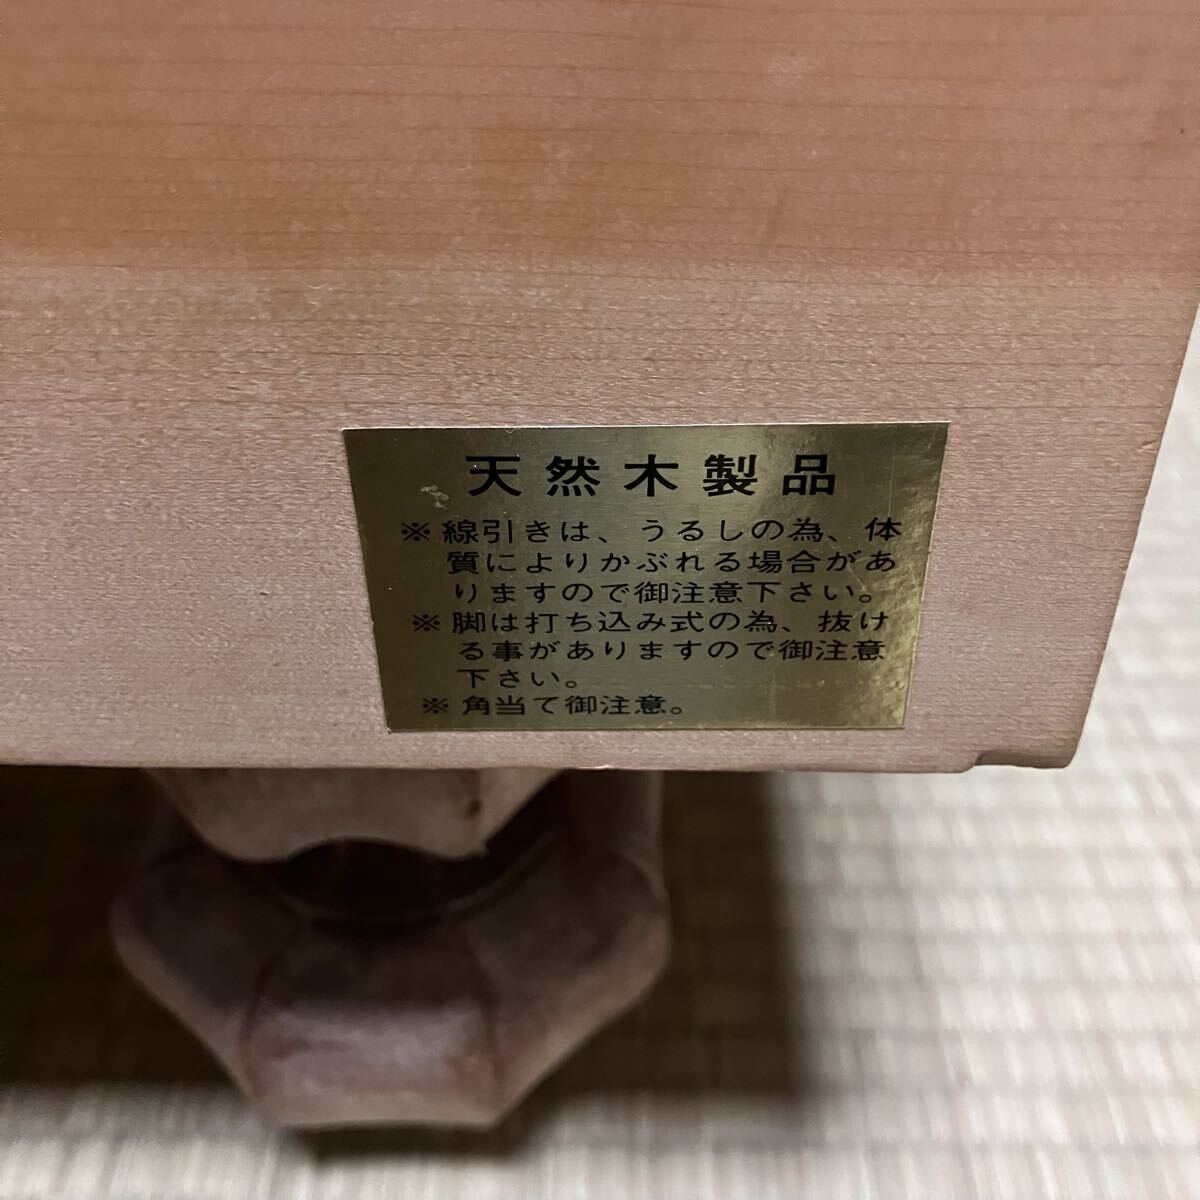 天然木製品
※線引きは、うるしの為、体
質によりかぶれる場合があ
りますので御注意下さい。
※脚は打ち込み式の為、抜け
る事がありますので御注意
下さい。
※角当て御注意。